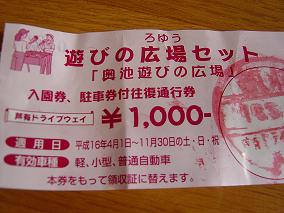 ろゆう
遊びの広場セット
「奥池遊びの広場」
入園券、駐車券付往復通行券
芦有ドライブウェイ
¥1,000-
適用日 平成16年4月1日〜11月30日の土・日・祝
有効車種 軽、小型、普通自動車
本券をもって領収証に替えます。